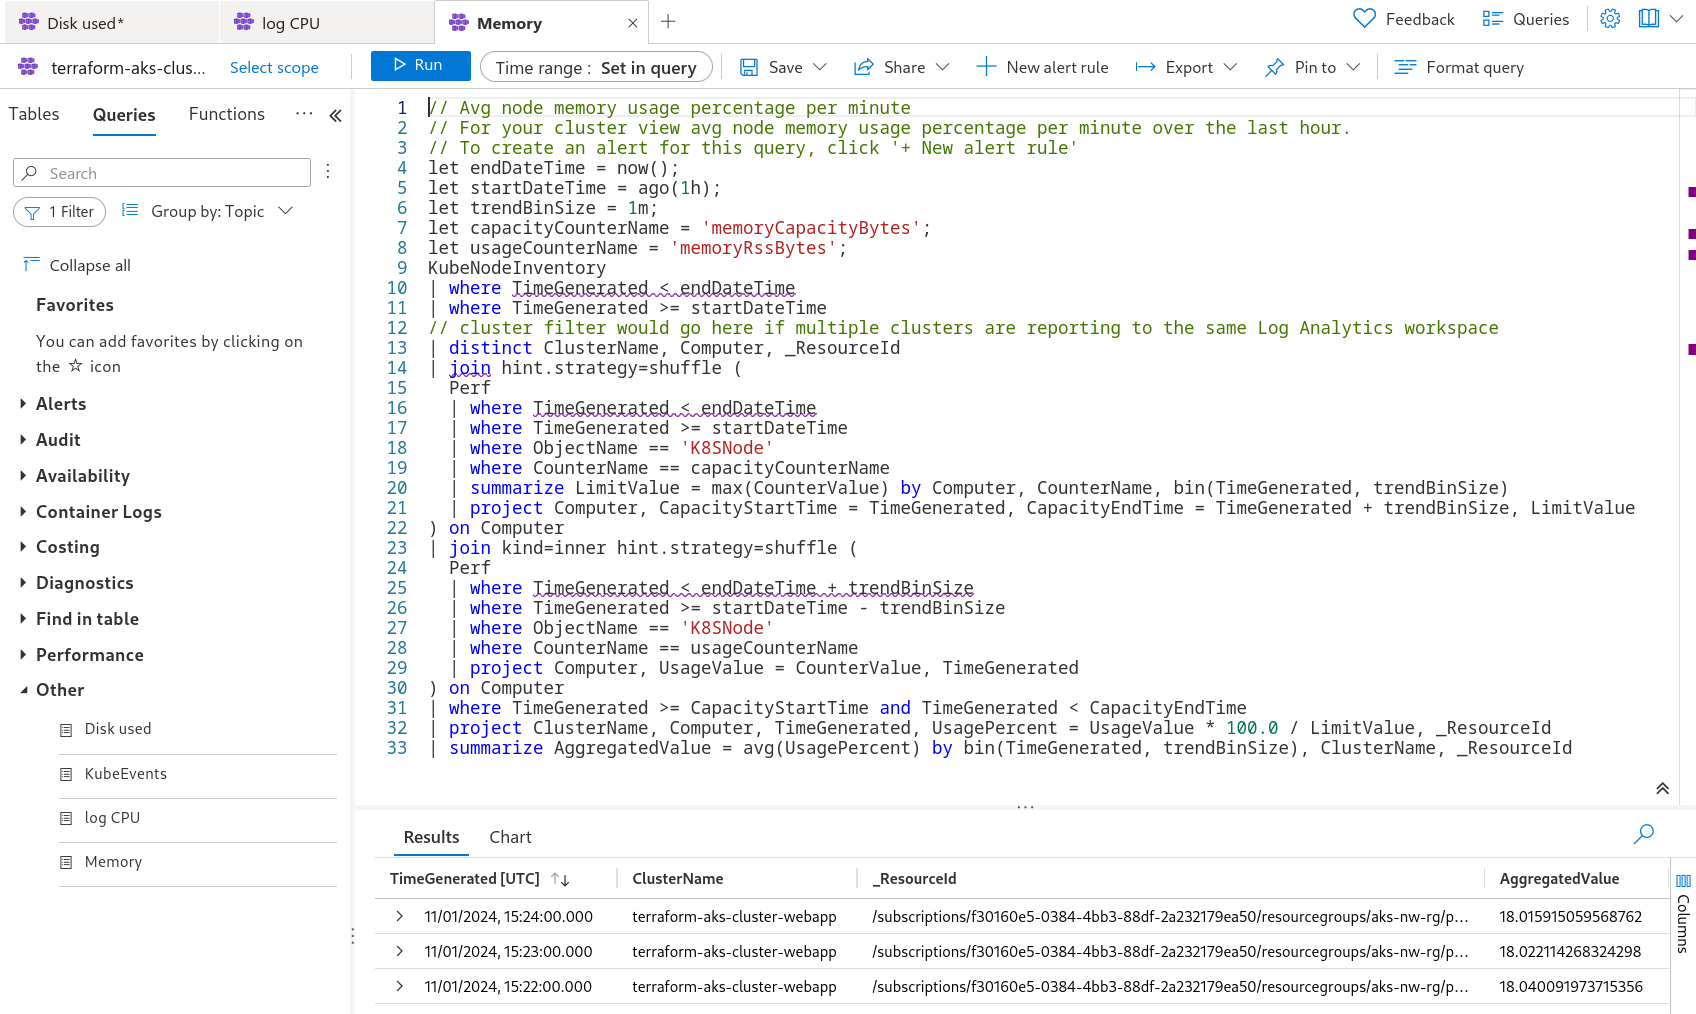 Disk used*
log CPU
Memory
Feedback
Queries
terraform-aks-clus...
Select scope
Run
Time range : Set in query
Save
Share
New alert rule
Export
Pin to
Format query
Tables
Queries
Functions
Search
1 Filter
Group by: Topic
Collapse all
Favorites
You can add favorites by clicking on
the ☆ icon
Alerts
Audit
Availability
Container Logs
Costing
Diagnostics
Find in table
Performance
Other
Disk used
KubeEvents
log CPU
Memory
1 // Avg node memory usage percentage per minute
2 // For your cluster view avg node memory usage percentage per minute over the last hour.
3 // To create an alert for this query, click '+ New alert rule'
4 let endDateTime = now();
5 let startDateTime = ago(1h);
6 let trendBinSize = 1m;
7 let capacityCounterName = 'memoryCapacityBytes';
8 let usageCounterName = 'memoryRssBytes';
9 KubeNodeInventory
10 | where TimeGenerated < endDateTime
11 | where TimeGenerated >= startDateTime
12 // cluster filter would go here if multiple clusters are reporting to the same Log Analytics workspace
13 | distinct ClusterName, Computer, _ResourceId
14 | join hint.strategy=shuffle (
15 Perf
16 | where TimeGenerated < endDateTime
17 | where TimeGenerated >= startDateTime
18 | where ObjectName == 'K8SNode'
19 | where CounterName == capacityCounterName
20 | summarize LimitValue = max(CounterValue) by Computer, CounterName, bin(TimeGenerated, trendBinSize)
21 | project Computer, CapacityStartTime = TimeGenerated, CapacityEndTime = TimeGenerated + trendBinSize, LimitValue
22 ) on Computer
23 | join kind=inner hint.strategy=shuffle (
24 Perf
25 | where TimeGenerated < endDateTime + trendBinSize
26 | where TimeGenerated >= startDateTime - trendBinSize
27 | where ObjectName == 'K8SNode'
28 | where CounterName == usageCounterName
29 | project Computer, UsageValue = CounterValue, TimeGenerated
30 ) on Computer
31 | where TimeGenerated >= CapacityStartTime and TimeGenerated < CapacityEndTime
32 | project ClusterName, Computer, TimeGenerated, UsagePercent = UsageValue * 100.0 / LimitValue, _ResourceId
33 | summarize AggregatedValue = avg(UsagePercent) by bin(TimeGenerated, trendBinSize), ClusterName, _ResourceId
Results
Chart
TimeGenerated [UTC] ClusterName _ResourceId AggregatedValue
11/01/2024, 15:24:00.000 terraform-aks-cluster-webapp /subscriptions/f30160e5-0384-4bb3-88df-2a232179ea50/resourcegroups/aks-nw-rg/p... 18.015915059568762
11/01/2024, 15:23:00.000 terraform-aks-cluster-webapp /subscriptions/f30160e5-0384-4bb3-88df-2a232179ea50/resourcegroups/aks-nw-rg/p... 18.022114268324298
11/01/2024, 15:22:00.000 terraform-aks-cluster-webapp /subscriptions/f30160e5-0384-4bb3-88df-2a232179ea50/resourcegroups/aks-nw-rg/p... 18.040091973715356
Columns